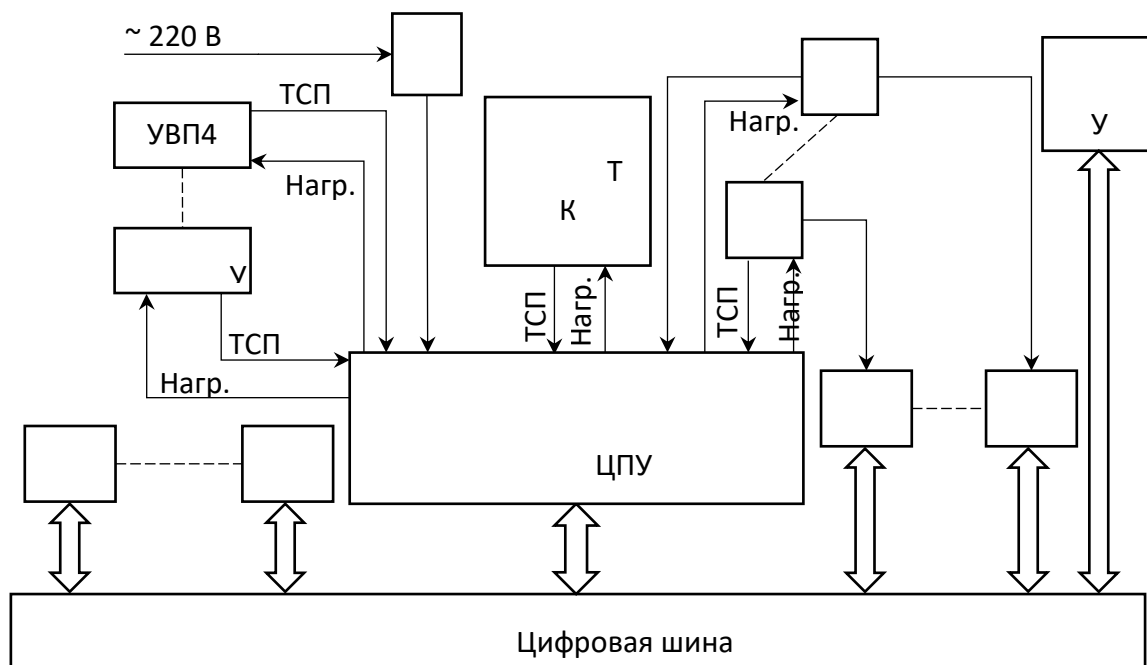 ~ 220 В
ТСП
УВП4
Нагр.
Нагр.
У
Т
К
У
ТСП
ТСП
Нагр.
ТСП
Нагр.
Нагр.
ЦПУ
Цифровая шина